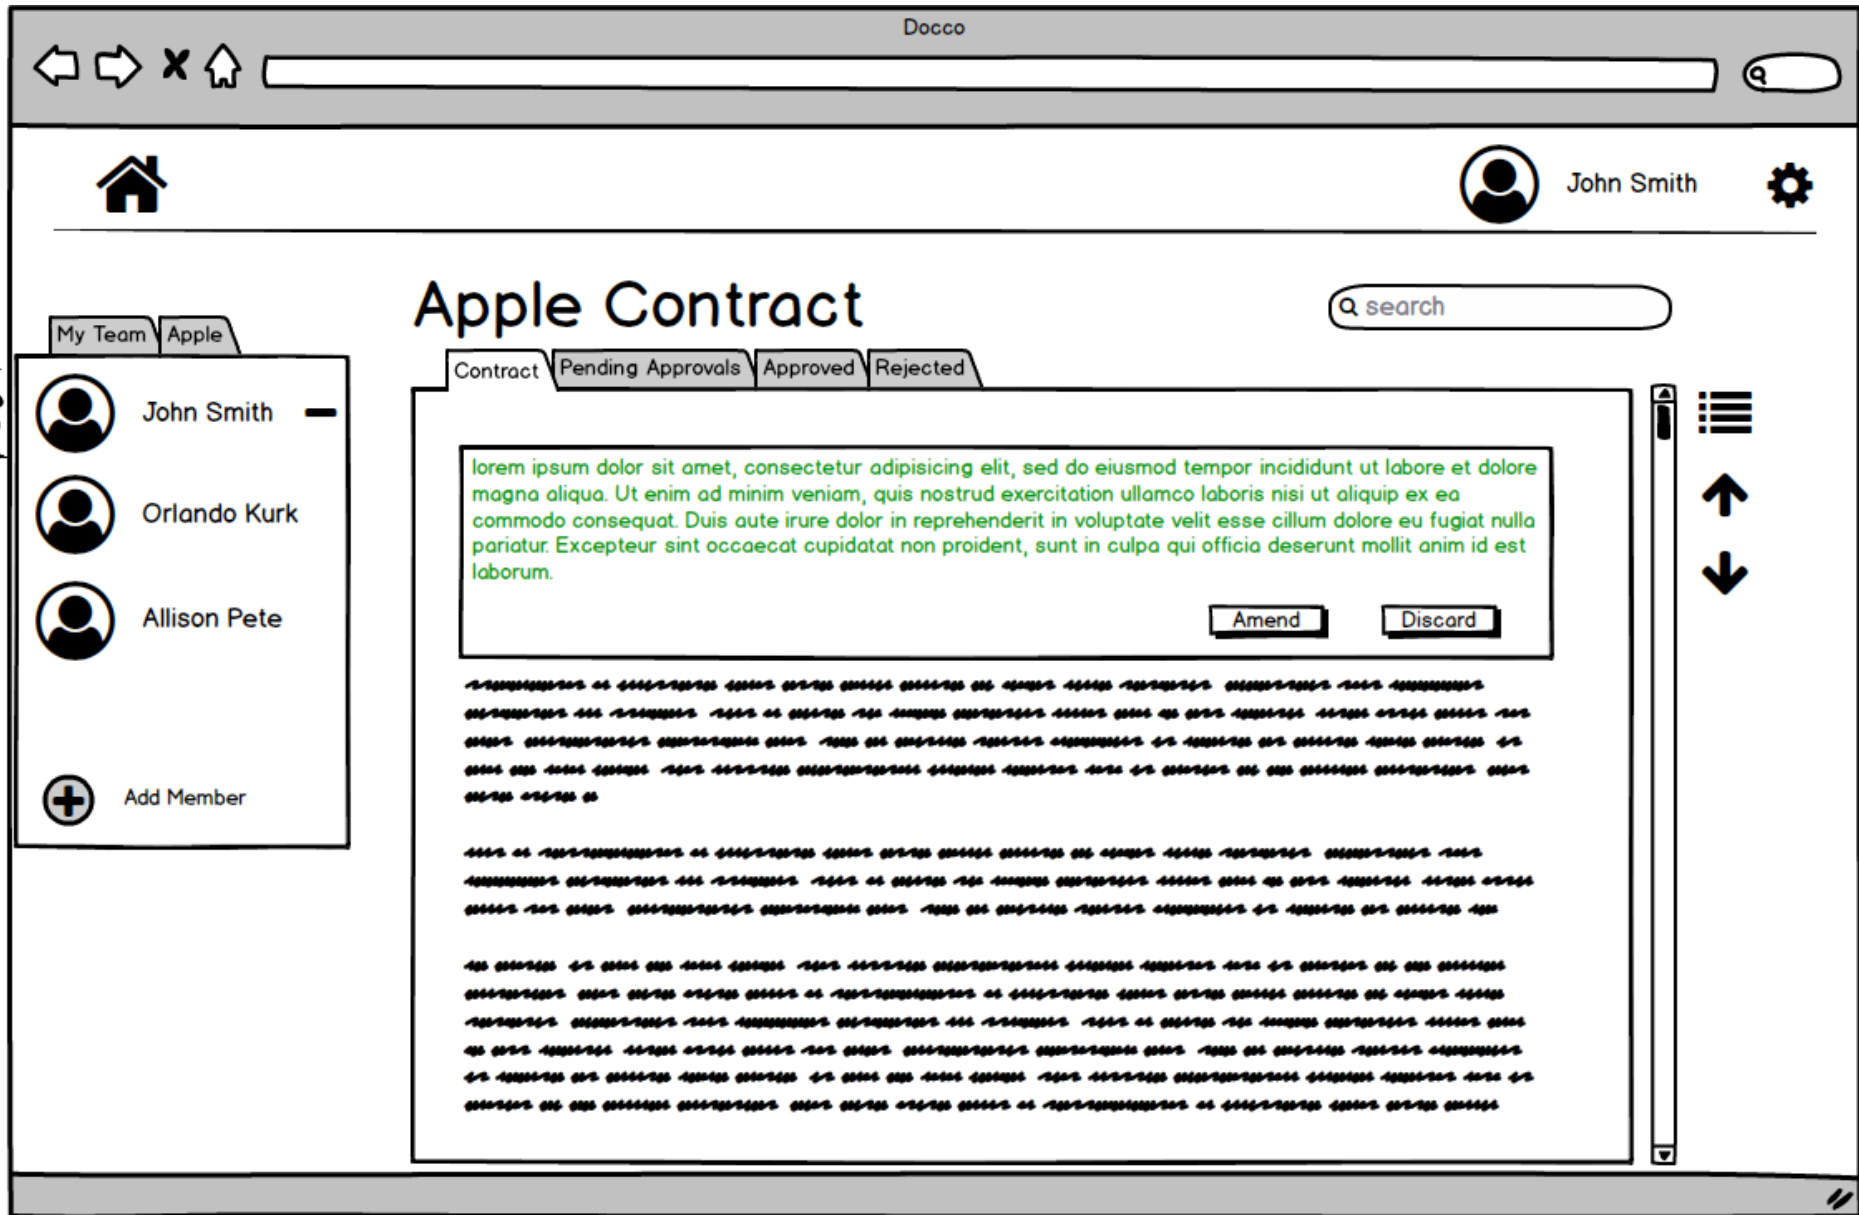 Docco
John Smith
Apple Contract
search
My Team
Apple
Contract
Pending Approvals
Approved
Rejected
John Smith
Orlando Kurk
Allison Pete
Add Member
lorem ipsum dolor sit amet, consectetur adipisicing elit, sed do eiusmod tempor incididunt ut labore et dolore
magna aliqua. Ut enim ad minim veniam, quis nostrud exercitation ullamco laboris nisi ut aliquip ex ea
commodo consequat. Duis aute irure dolor in reprehenderit in voluptate velit esse cillum dolore eu fugiat nulla
pariatur. Excepteur sint occaecat cupidatat non proident, sunt in culpa qui officia deserunt mollit anim id est
laborum.
Amend
Discard